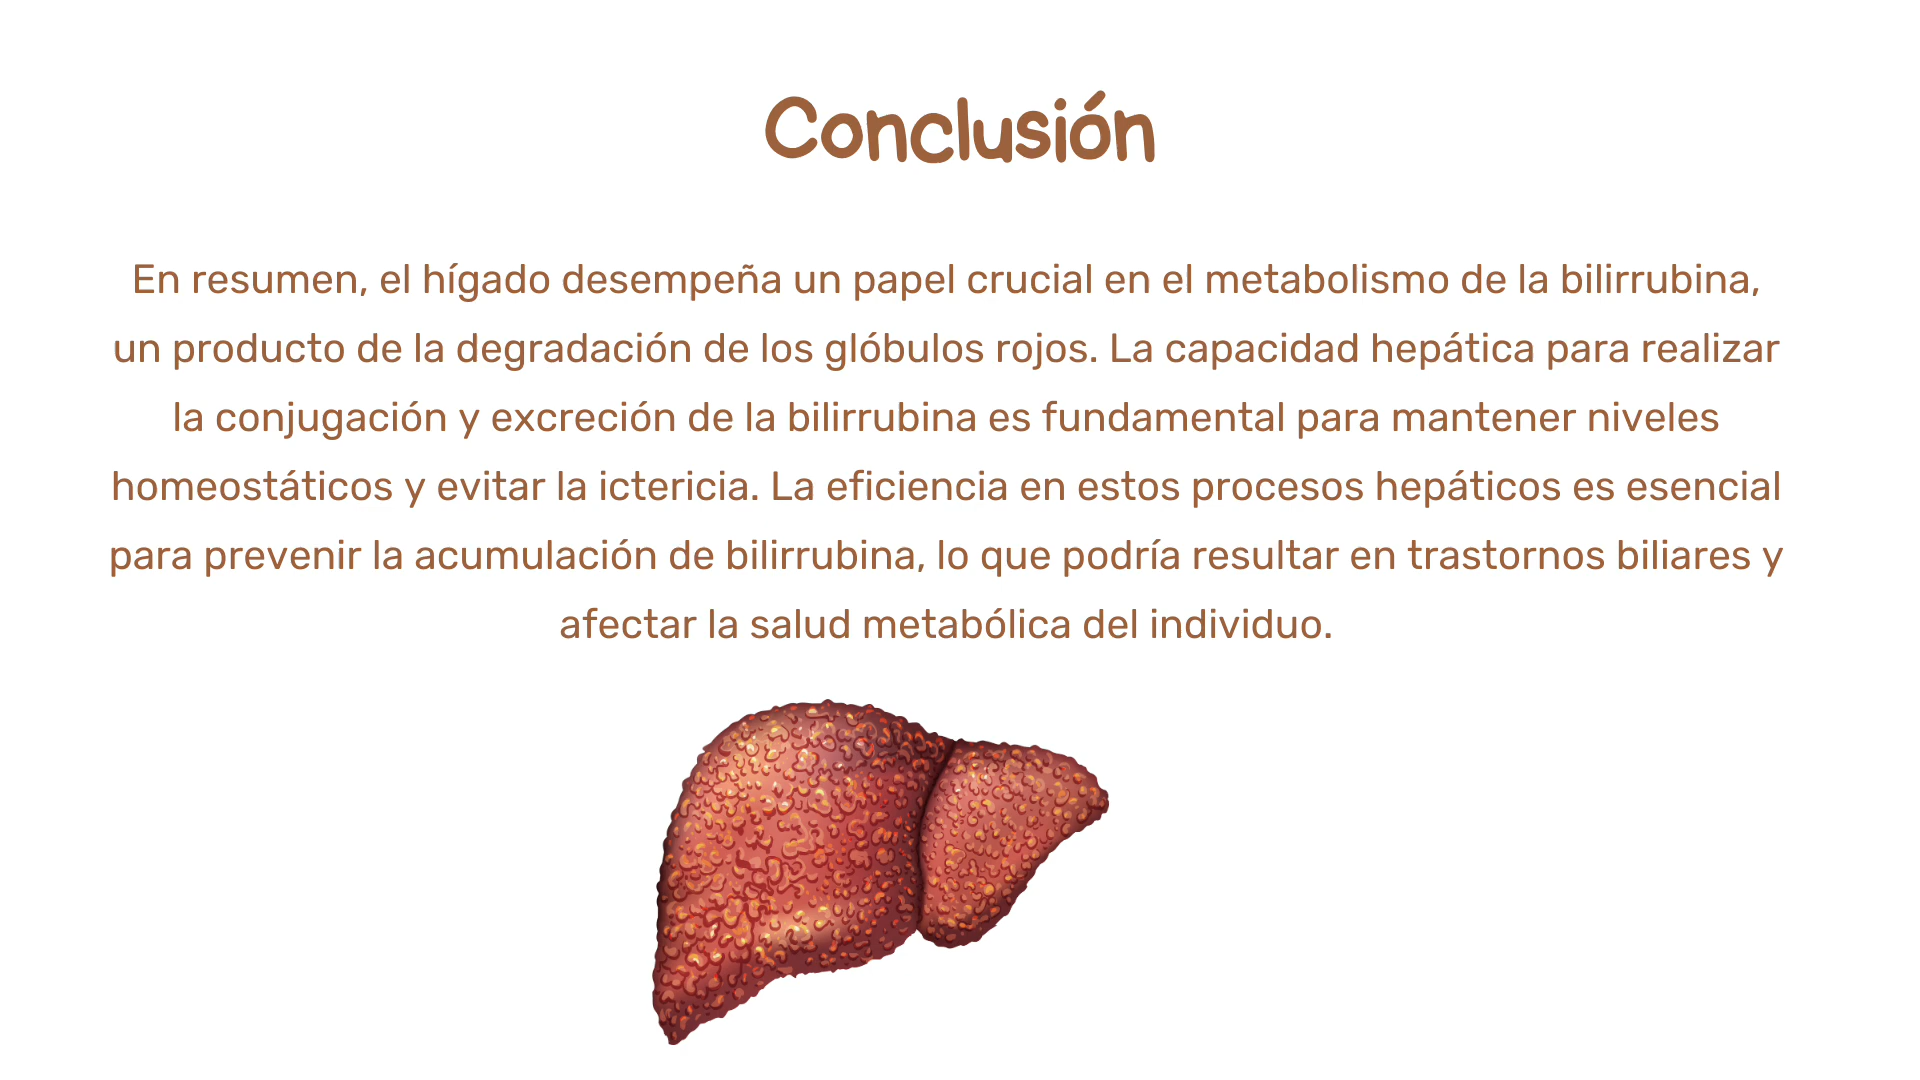 Conclusión
En resumen, el hígado desempeña un papel crucial en el metabolismo de la bilirrubina,
un producto de la degradación de los glóbulos rojos. La capacidad hepática para realizar
la conjugación y excreción de la bilirrubina es fundamental para mantener niveles
homeostáticos y evitar la ictericia. La eficiencia en estos procesos hepáticos es esencial
para prevenir la acumulación de bilirrubina, lo que podría resultar en trastornos biliares y
afectar la salud metabólica del individuo.